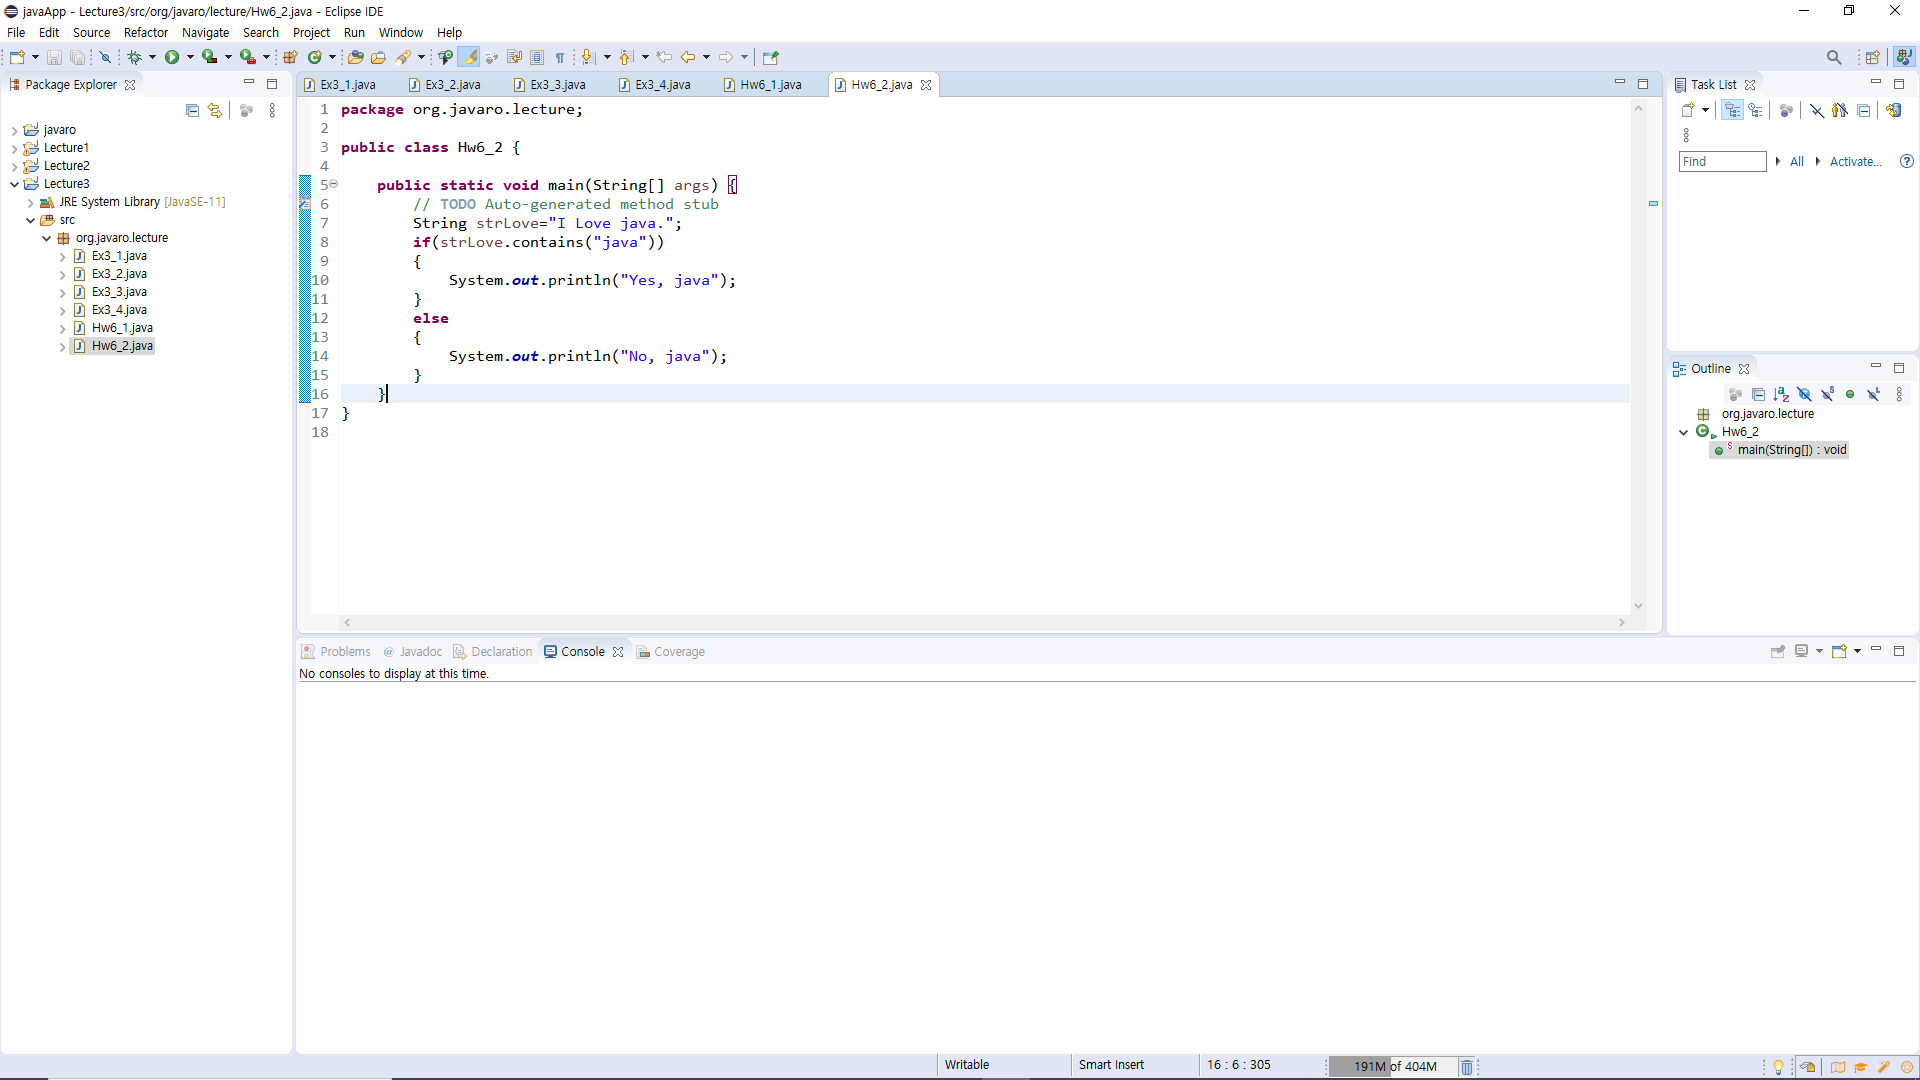 javaApp - Lecture3/src/org/javaro/lecture/Hw6_2.java - Eclipse IDE
File Edit Source Refactor Navigate Search Project Run Window Help
Package Explorer
javaro
Lecture1
Lecture2
Lecture3
JRE System Library [JavaSE-11]
src
org.javaro.lecture
Ex3_1.java
Ex3_2.java
Ex3_3.java
Ex3_4.java
Hw6_1.java
Hw6_2.java
Ex3_1.java Ex3_2.java Ex3_3.java Ex3_4.java Hw6_1.java Hw6_2.java
1 package org.javaro.lecture;
2
3 public class Hw6_2 {
4
5 public static void main(String[] args) {
6 // TODO Auto-generated method stub
7 String strLove="I Love java.";
8 if(strLove.contains("java"))
9 {
10 System.out.println("Yes, java");
11 }
12 else
13 {
14 System.out.println("No, java");
15 }
16 }
17 }
18
Task List
Find All Activate...
Outline
org.javaro.lecture
Hw6_2
main(String[]) : void
Problems @ Javadoc Declaration Console Coverage
No consoles to display at this time.
Writable Smart Insert 16 : 6 : 305 191M of 404M